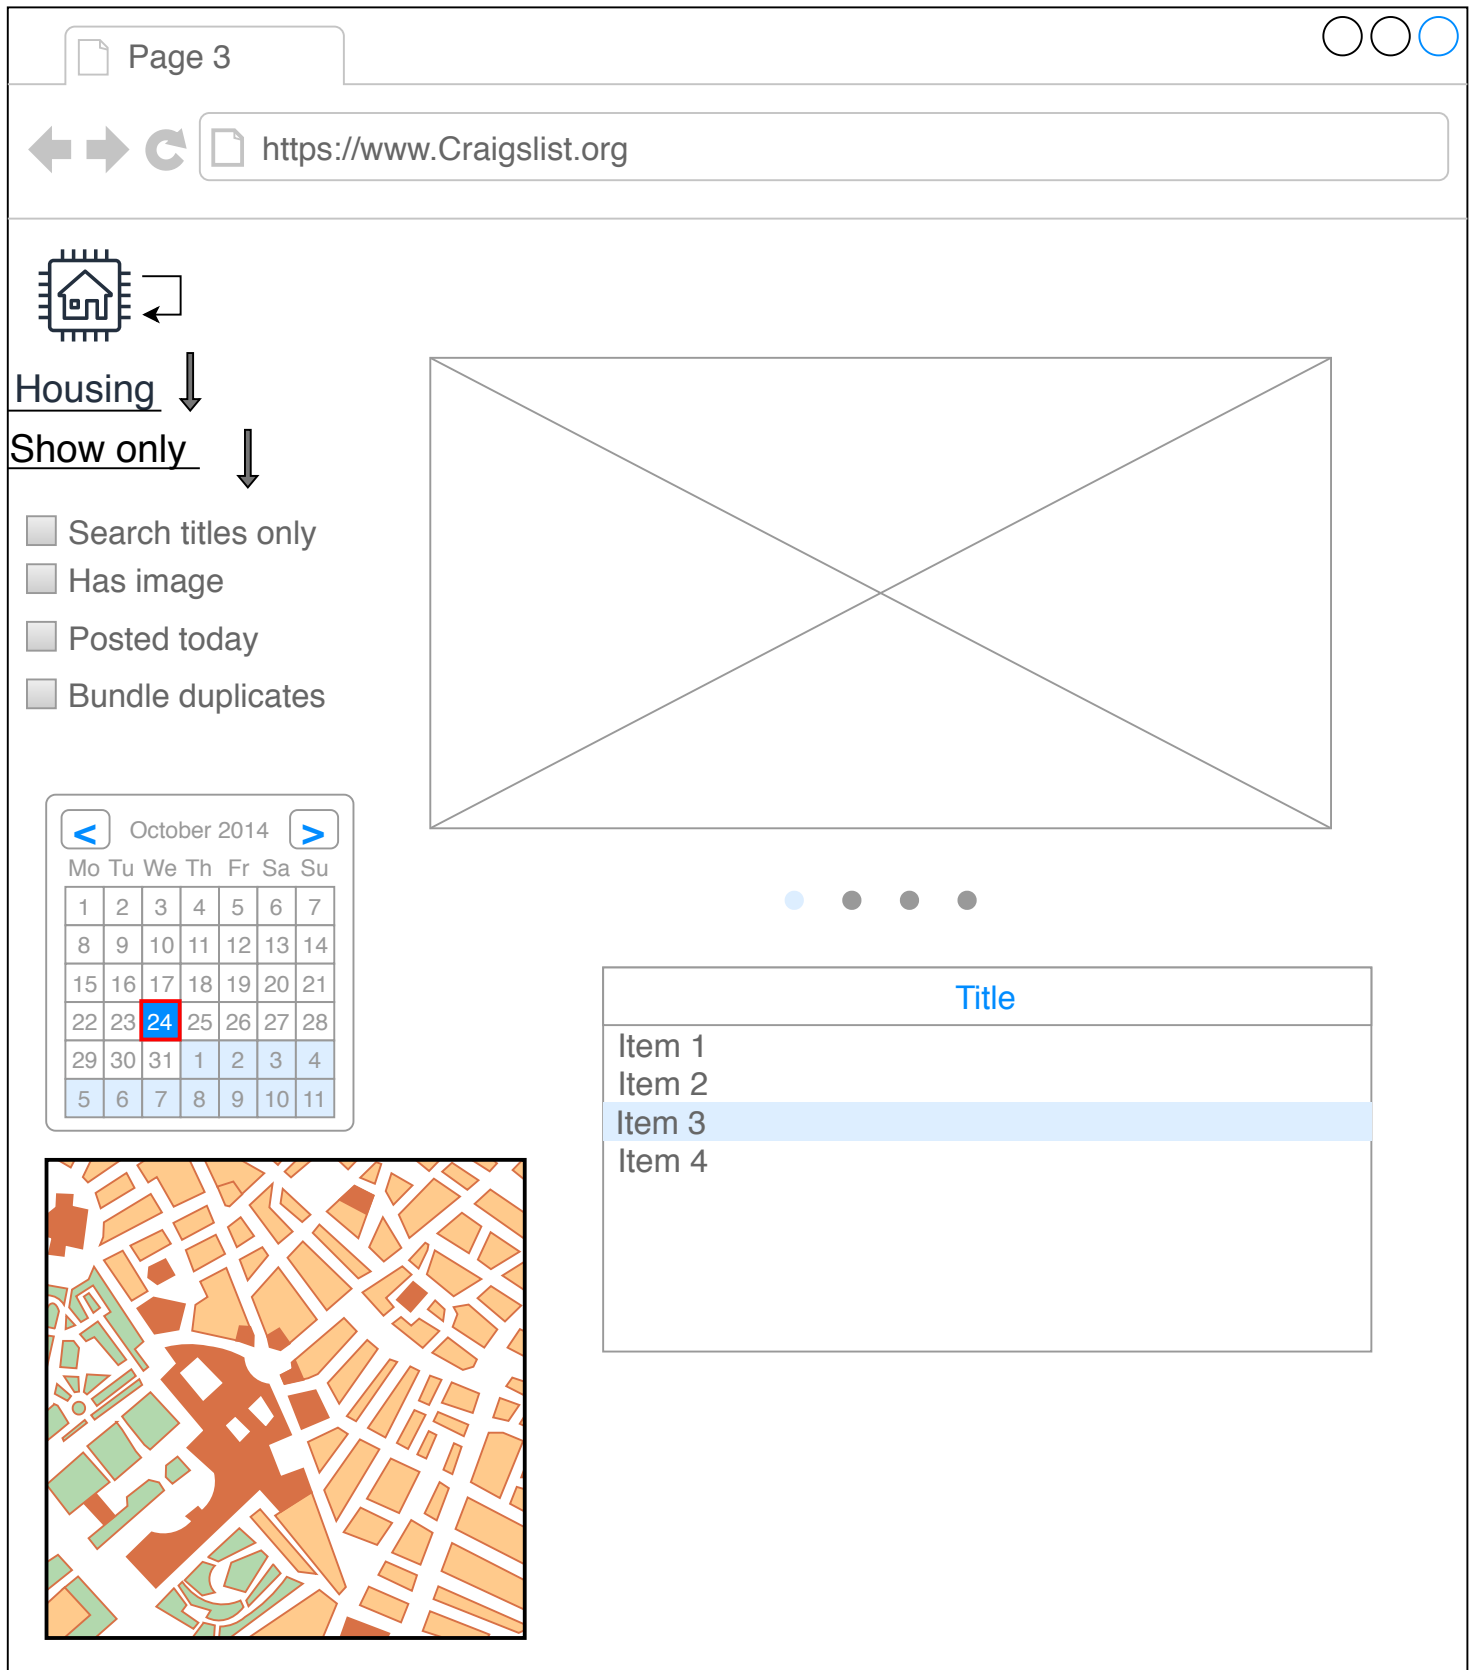 Page 3
https://www.Craigslist.org
Housing
Show only
Search titles only
Has image
Posted today
Bundle duplicates
< October 2014 >
Mo Tu We Th Fr Sa Su
1 2 3 4 5 6 7
8 9 10 11 12 13 14
15 16 17 18 19 20 21
22 23 24 25 26 27 28
29 30 31 1 2 3 4
5 6 7 8 9 10 11
Title
Item 1
Item 2
Item 3
Item 4